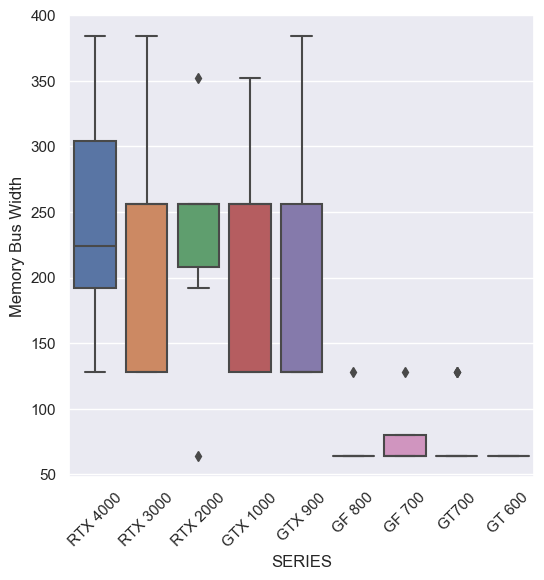 400
350
300
250
200
150
100
50
Memory Bus Width
RTX 4000
RTX 3000
RTX 2000
GTX 1000
GTX 900
GF 800
GF 700
GT700
GT 600
SERIES